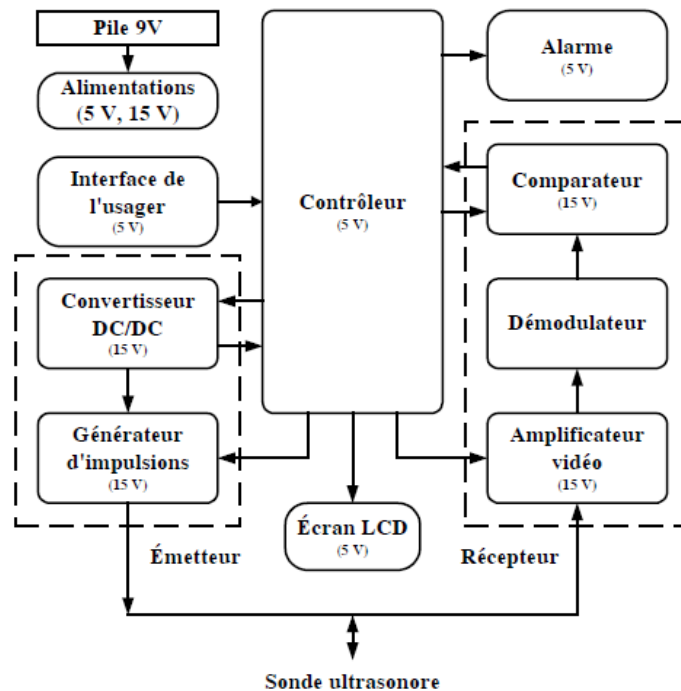 Pile 9V
Alimentations
(5 V, 15 V)
Interface de
l'usager
(5 V)
Convertisseur
DC/DC
(15 V)
Générateur
d'impulsions
(15 V)
Émetteur
Contrôleur
(5 V)
Écran LCD
(5 V)
Alarme
(5 V)
Comparateur
(15 V)
Démodulateur
Amplificateur
vidéo
(15 V)
Récepteur
Sonde ultrasonore